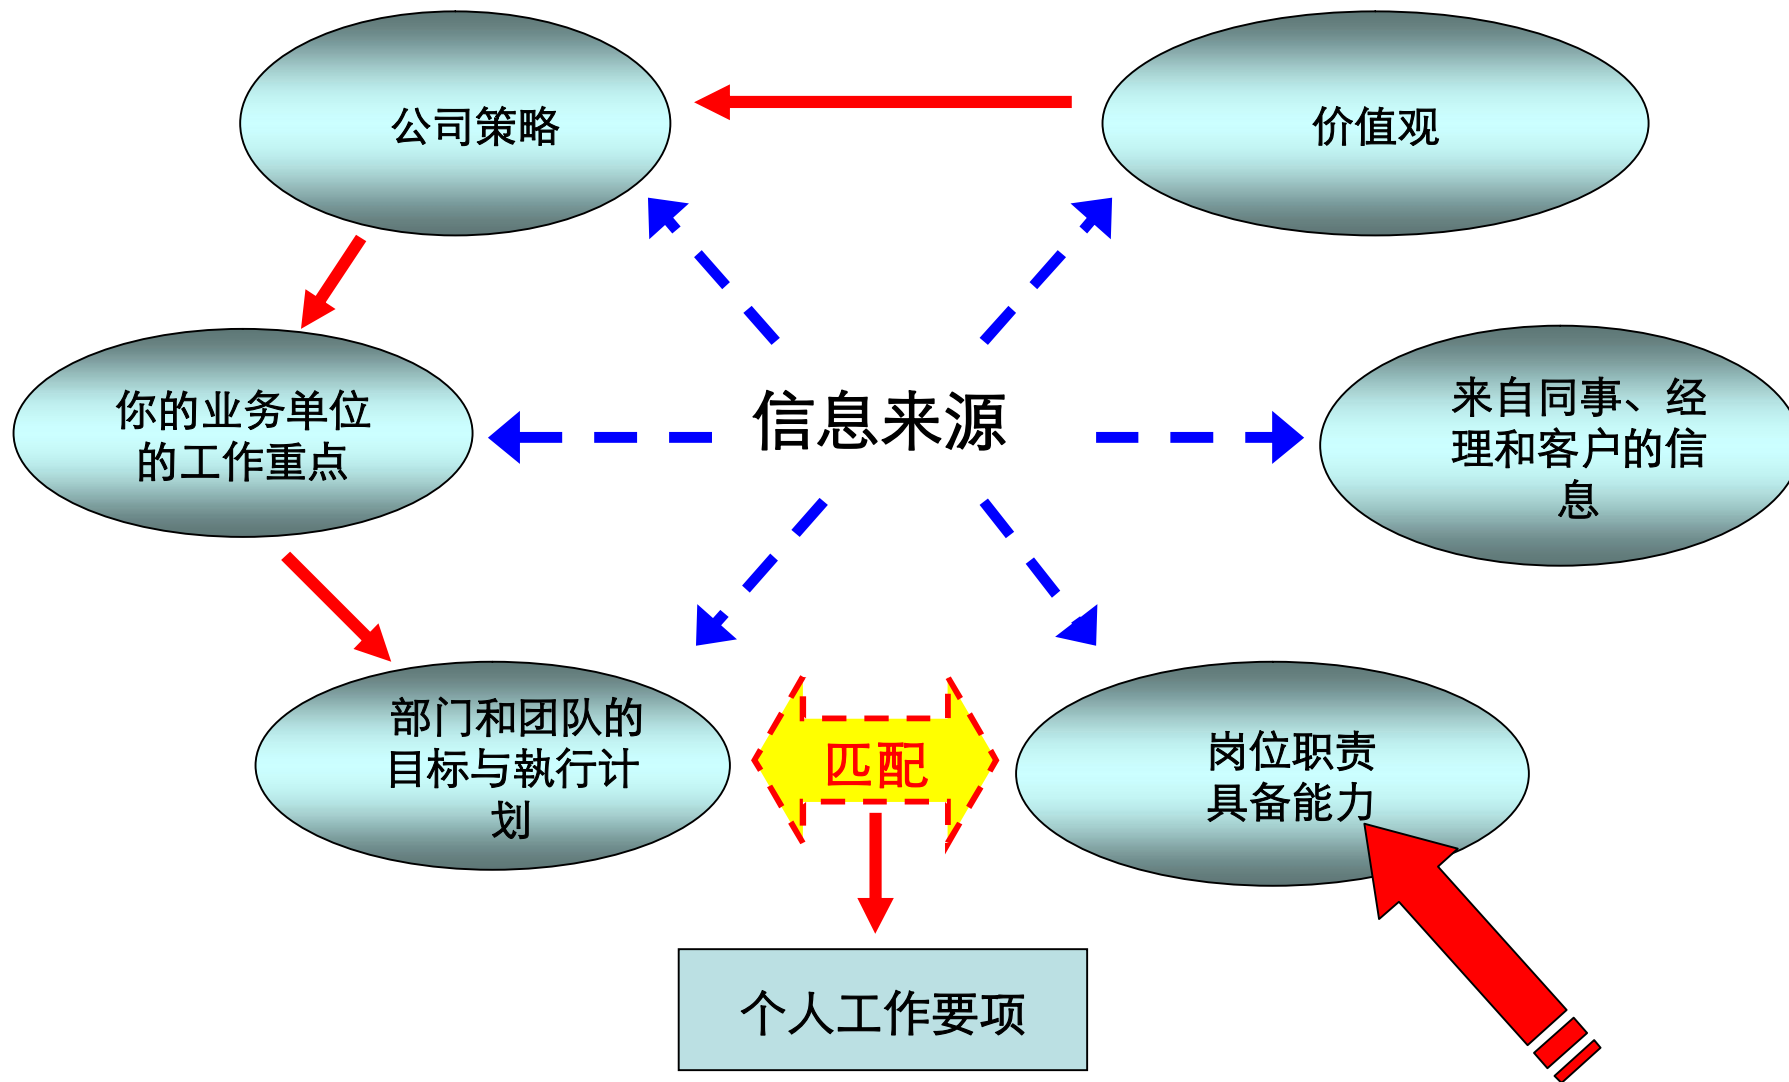 公司策略
价值观
你的业务单位
的工作重点
信息来源
来自同事、经
理和客户的信
息
部门和团队的
目标与執行计
划
匹配
岗位职责
具备能力
个人工作要项